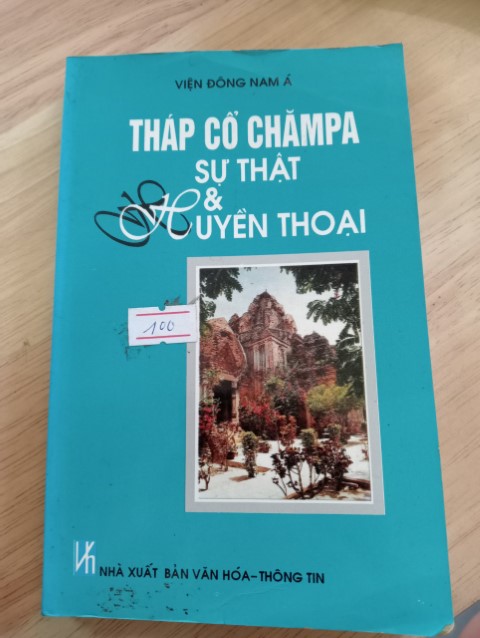 VIỆN ĐÔNG NAM Á
THÁP CỔ CHĂMPA
SỰ THẬT
&
HUYỀN THOẠI
100
NHÀ XUẤT BẢN VĂN HÓA–THÔNG TIN